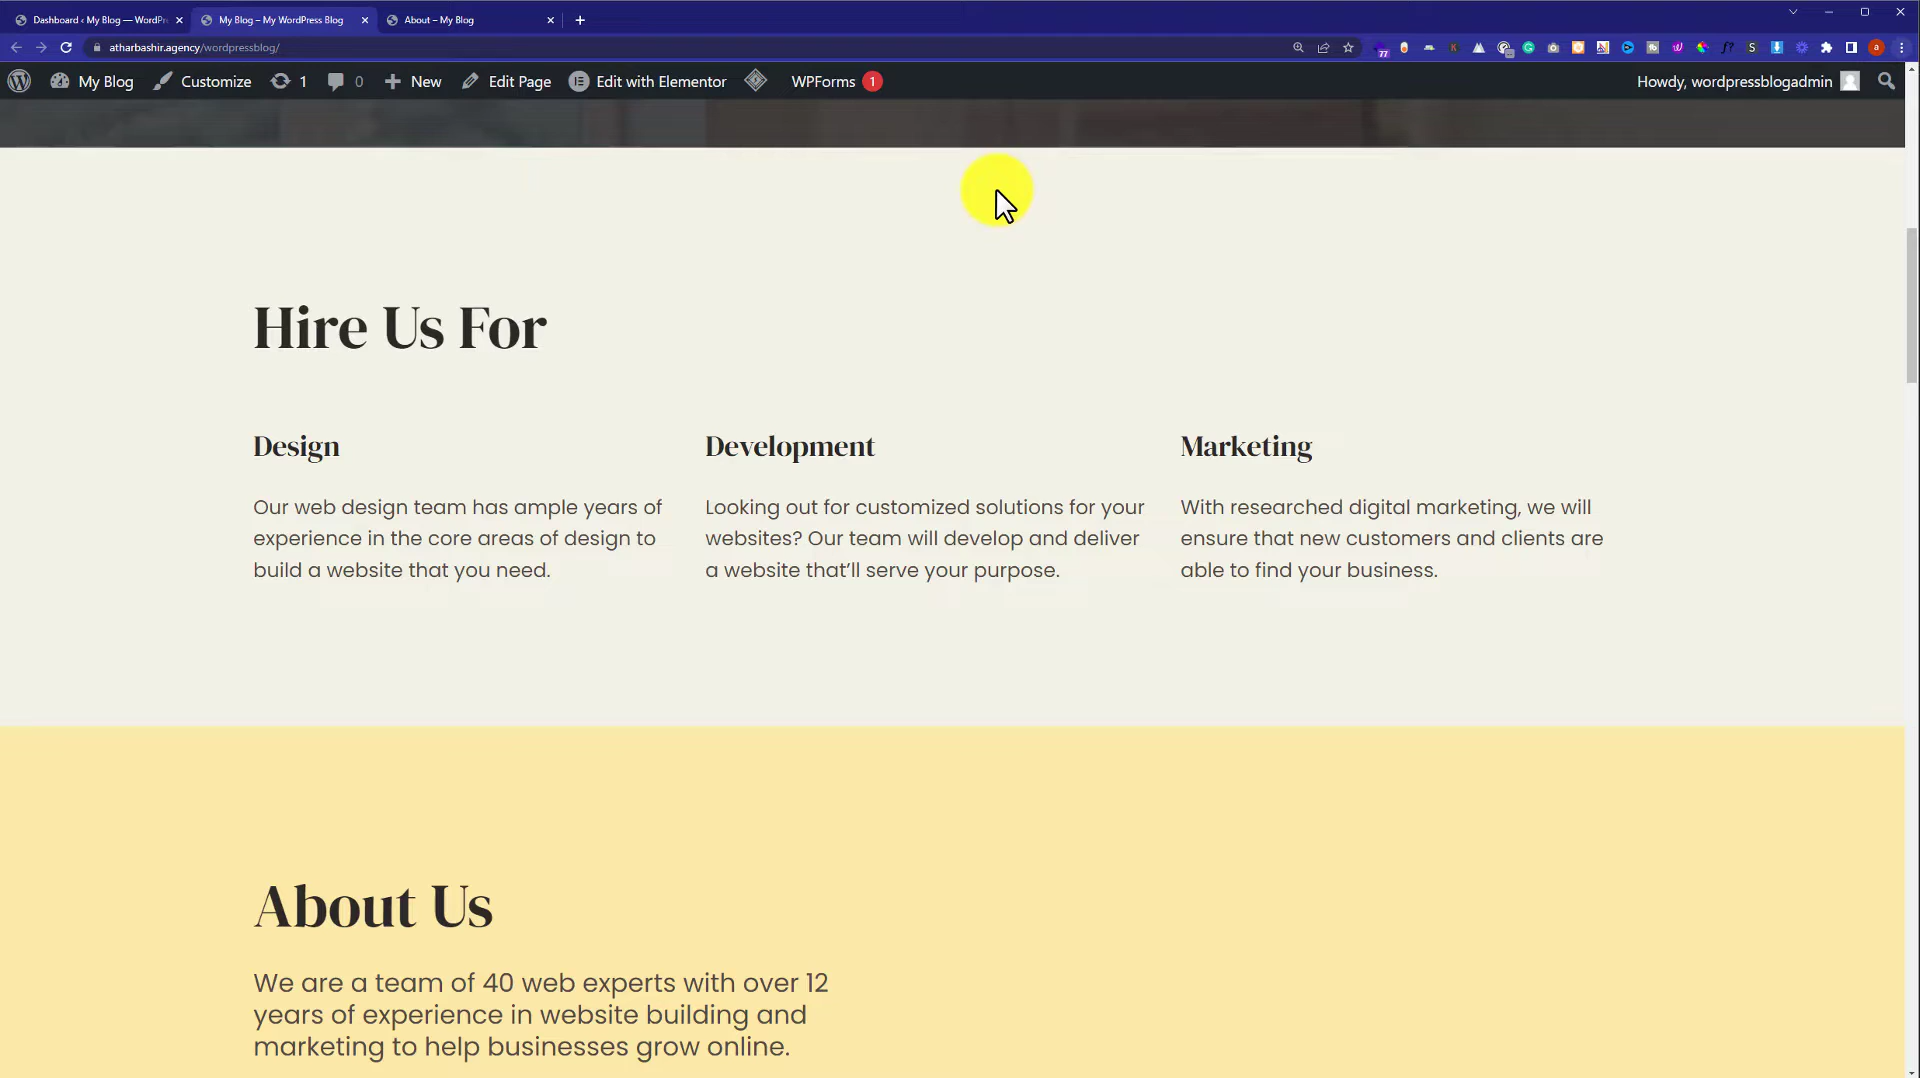 Dashboard ‹ My Blog — WordPr
My Blog – My WordPress Blog
About – My Blog
atharbashir.agency/wordpressblog/
77
a
My Blog
Customize
1
0
New
Edit Page
Edit with Elementor
WPForms 1
Howdy, wordpressblogadmin
Hire Us For
Design
Our web design team has ample years of
experience in the core areas of design to
build a website that you need.
Development
Looking out for customized solutions for your
websites? Our team will develop and deliver
a website that’ll serve your purpose.
Marketing
With researched digital marketing, we will
ensure that new customers and clients are
able to find your business.
About Us
We are a team of 40 web experts with over 12
years of experience in website building and
marketing to help businesses grow online.